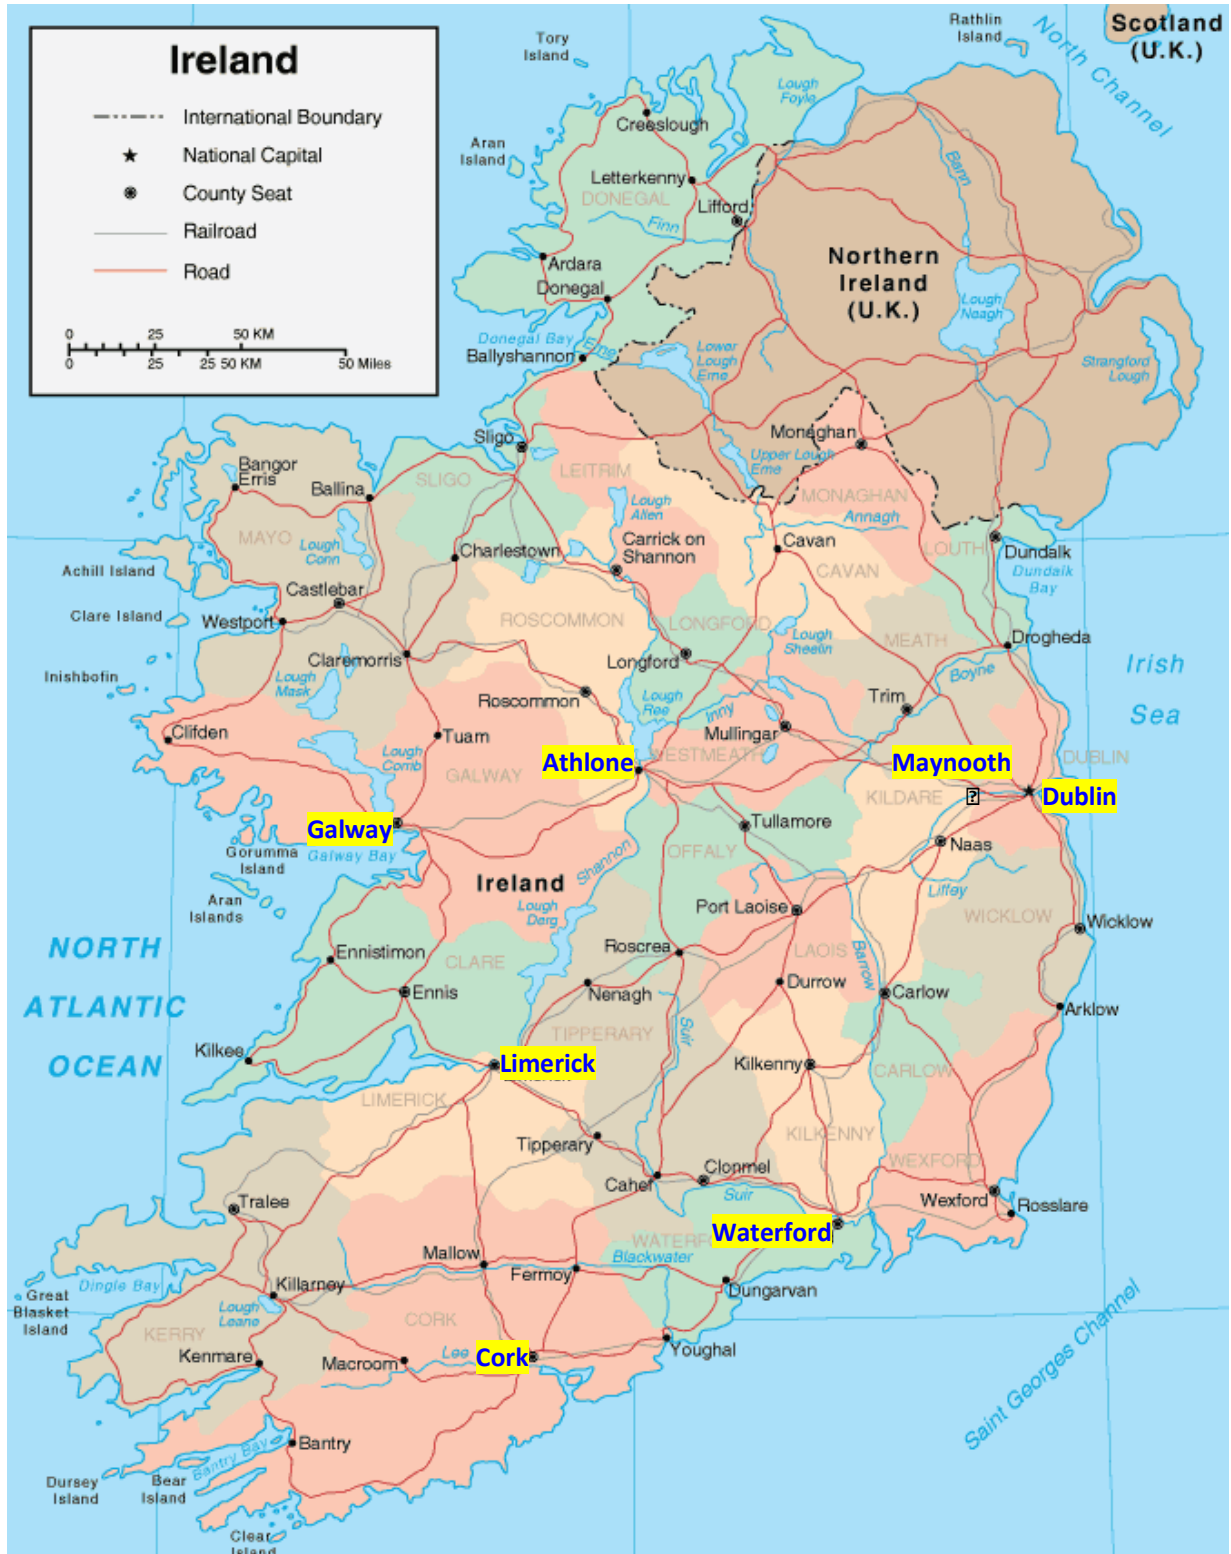 Ireland
International Boundary
National Capital
County Seat
Railroad
Road
0 25 50 KM
0 25 50 KM 50 Miles
Scotland
(U.K.)
Rathlin
Island
North Channel
Tory
Island
Lough
Foyle
Creeslough
Aran
Island
Letterkenny
DONEGAL
Lifford
Finn
Bann
Northern
Ireland
(U.K.)
Ardara
Donegal
Lough
Neagh
Donegal Bay
Erne
Ballyshannon
Lower
Lough
Erne
Strangford
Lough
Sligo
Monaghan
Upper Lough
Erne
LEITRIM
Bangor
Erris
Ballina
SLIGO
Lough
Allen
MONAGHAN
Annagh
MAYO
Lough
Conn
Charlestown
Carrick on
Shannon
Cavan
CAVAN
LOUTH
Dundalk
Dundalk
Bay
Achill Island
Castlebar
Clare Island
Westport
ROSCOMMON
LONGFORD
Lough
Sheelin
MEATH
Drogheda
Claremorris
Longford
Boyne
Irish
Sea
Inishbofin
Lough
Mask
Roscommon
Lough
Ree
Inny
Trim
Clifden
Tuam
Mullingar
Lough
Comb
GALWAY
Athlone
WESTMEATH
Maynooth
DUBLIN
KILDARE
Dublin
Galway
Gorumma
Island
Galway Bay
Tullamore
Naas
OFFALY
Shannon
Ireland
Liffey
Aran
Islands
Lough
Derg
Port Laoise
WICKLOW
Wicklow
NORTH
ATLANTIC
OCEAN
Ennistimon
CLARE
Roscrea
LAOIS
Barrow
Ennis
Nenagh
Durrow
Carlow
Arklow
TIPPERARY
Suir
Kilkee
Limerick
Kilkenny
CARLOW
LIMERICK
Tipperary
KILKENNY
WEXFORD
Cahel
Clonmel
Suir
Wexford
Rosslare
Tralee
Waterford
Mallow
Blackwater
Fermoy
Dungarvan
Dingle Bay
Great
Blasket
Island
Killarney
Lough
Leane
KERRY
CORK
Kenmare
Macroom
Lee
Cork
Youghal
Saint Georges Channel
Bantry
Bantry Bay
Dursey
Island
Bear
Island
Clear
Island